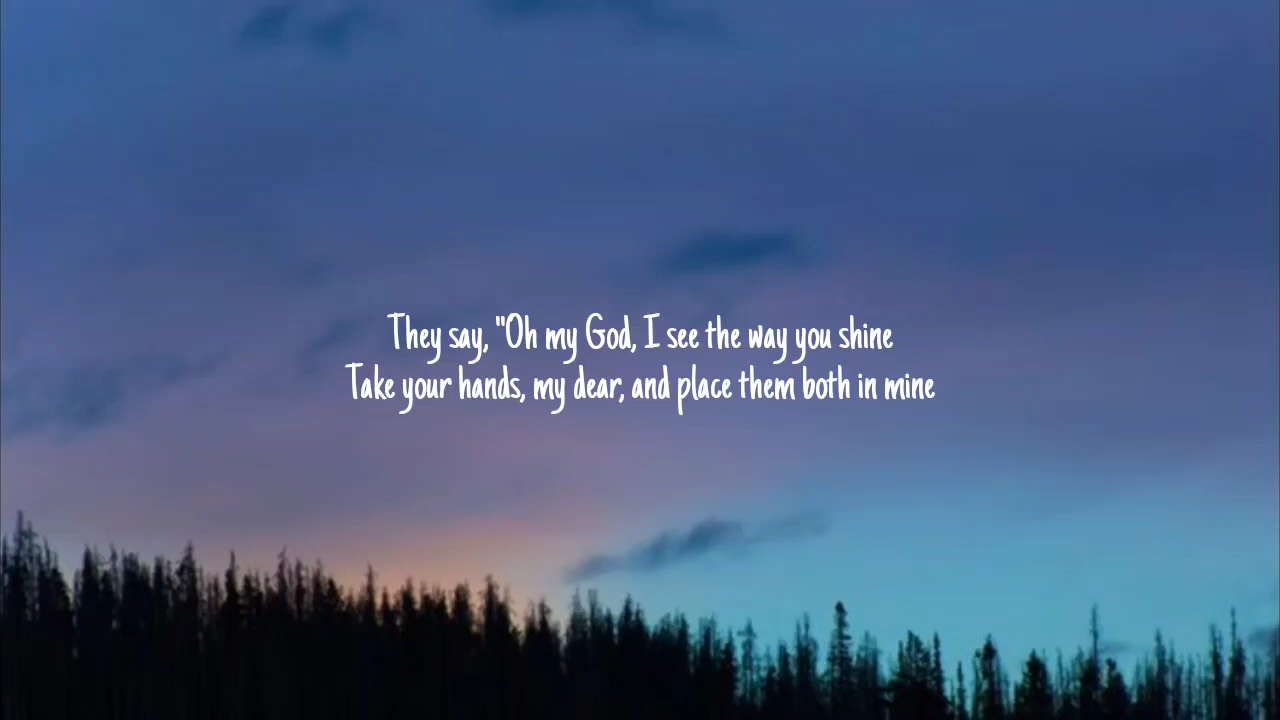 They say, "Oh my God, I see the way you shine
Take your hands, my dear, and place them both in mine